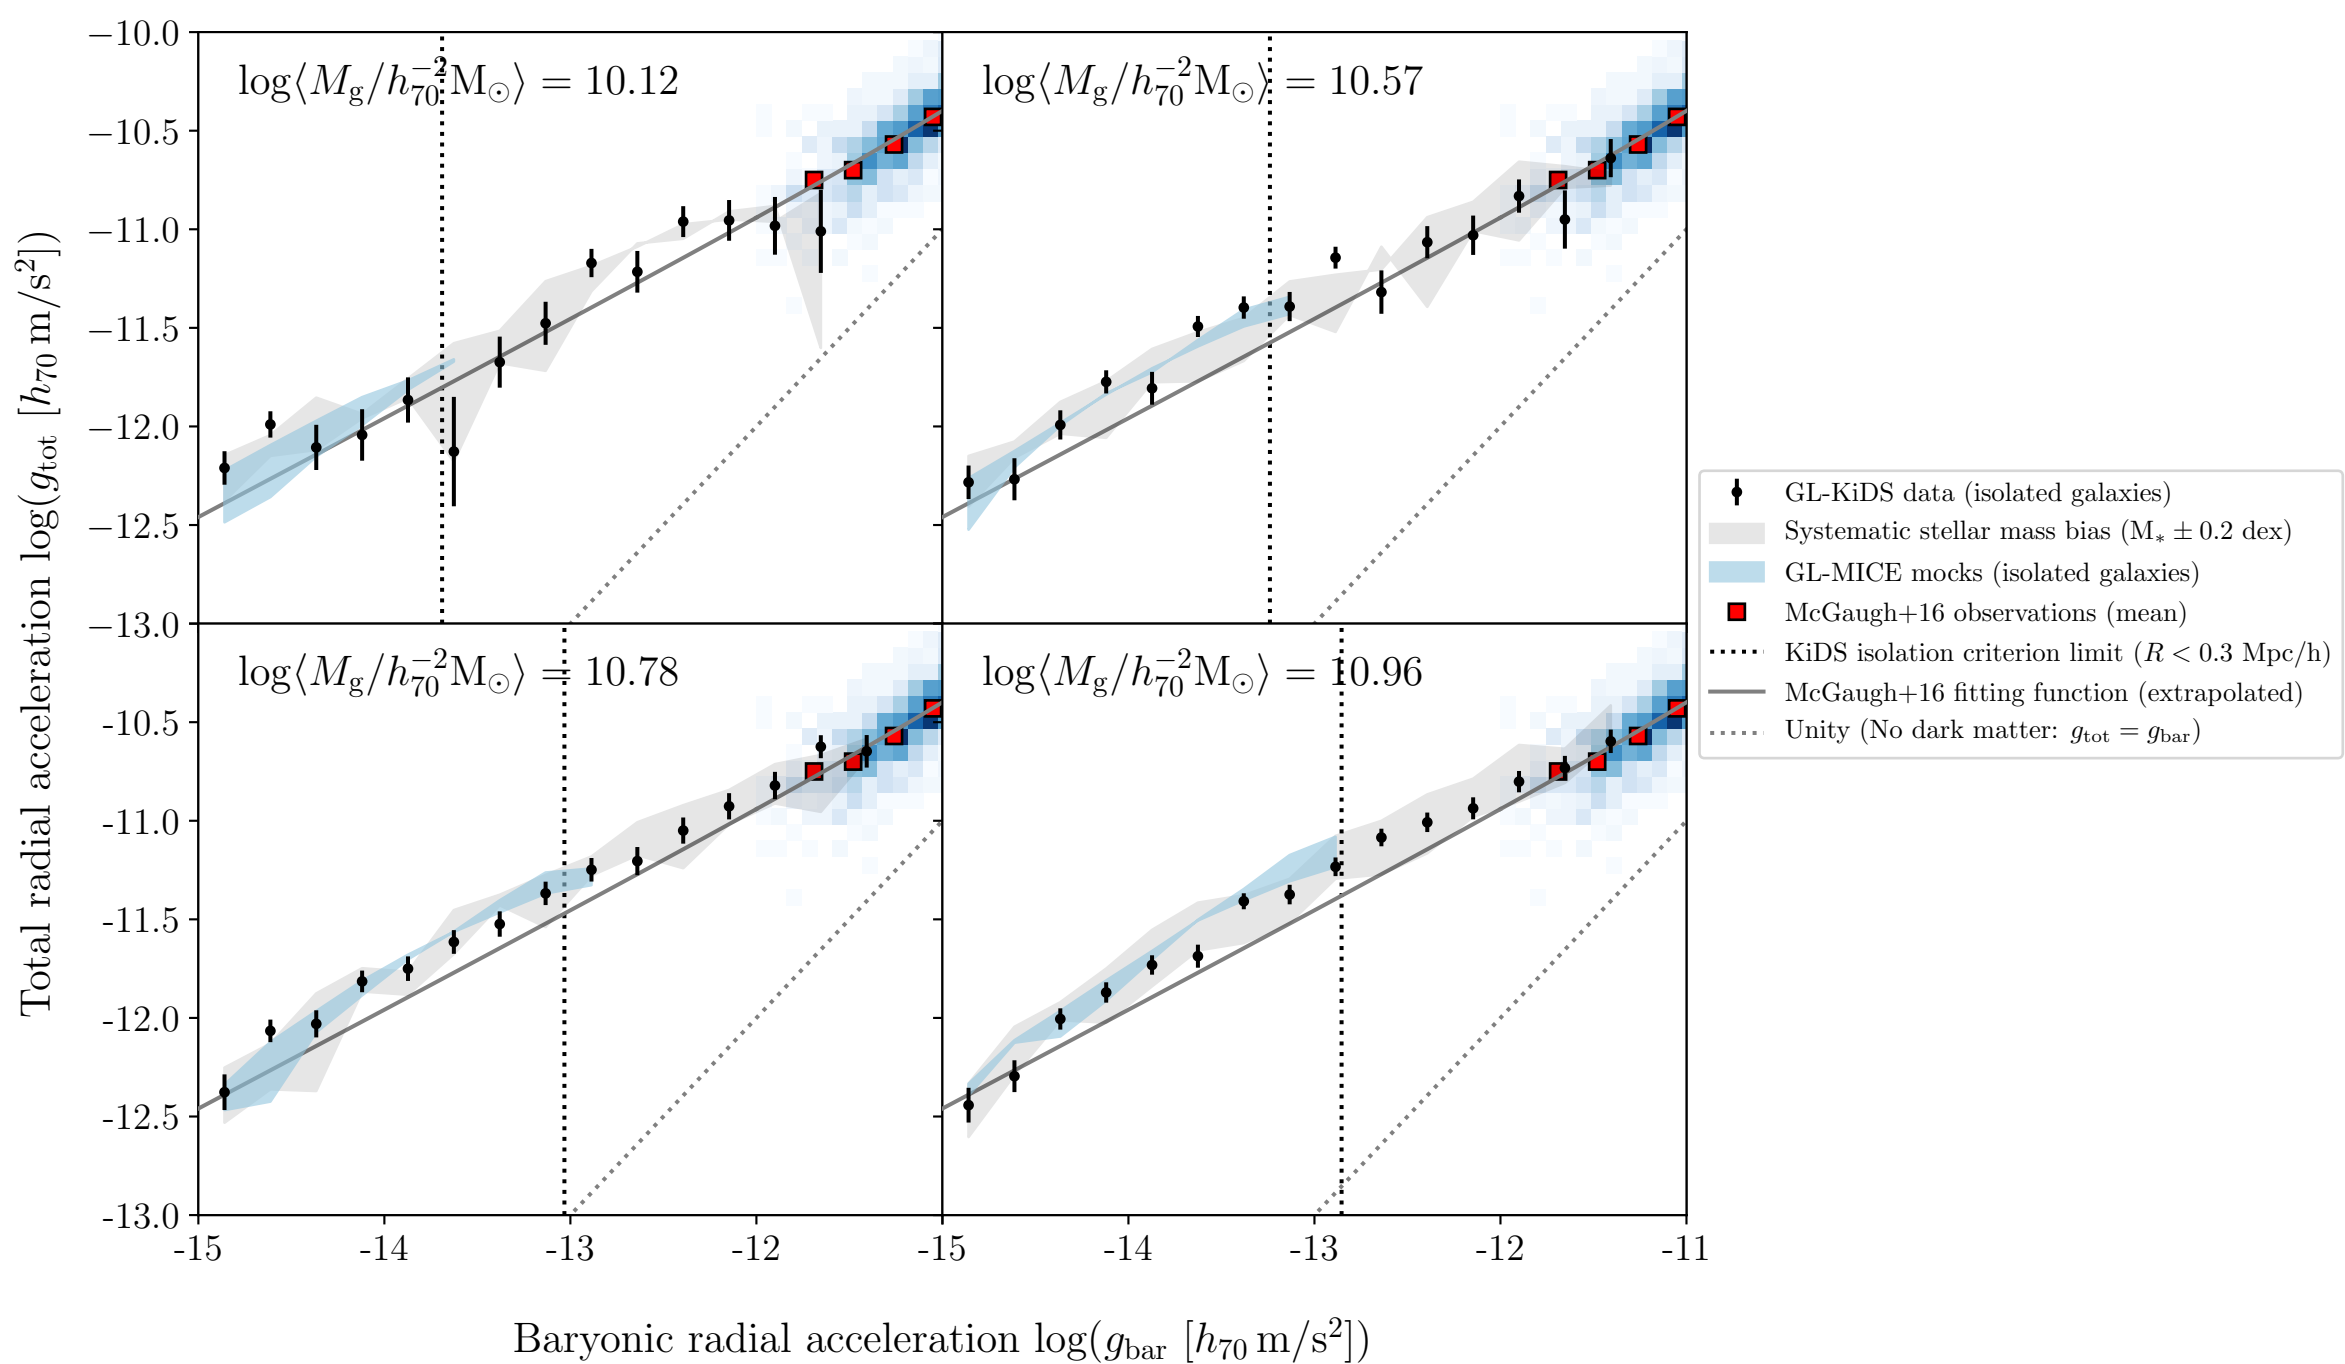 Total radial acceleration log(g_tot [h_70 m/s^2])
−10.0
−10.5
−11.0
−11.5
−12.0
−12.5
−13.0
log⟨M_g/h_70^−2 M_⊙⟩ = 10.12
log⟨M_g/h_70^−2 M_⊙⟩ = 10.57
-10.5
-11.0
-11.5
-12.0
-12.5
-13.0
log⟨M_g/h_70^−2 M_⊙⟩ = 10.78
log⟨M_g/h_70^−2 M_⊙⟩ = 10.96
-15 -14 -13 -12 -15 -14 -13 -12 -11
Baryonic radial acceleration log(g_bar [h_70 m/s^2])
GL-KiDS data (isolated galaxies)
Systematic stellar mass bias (M_* ± 0.2 dex)
GL-MICE mocks (isolated galaxies)
McGaugh+16 observations (mean)
KiDS isolation criterion limit (R < 0.3 Mpc/h)
McGaugh+16 fitting function (extrapolated)
Unity (No dark matter: g_tot = g_bar)